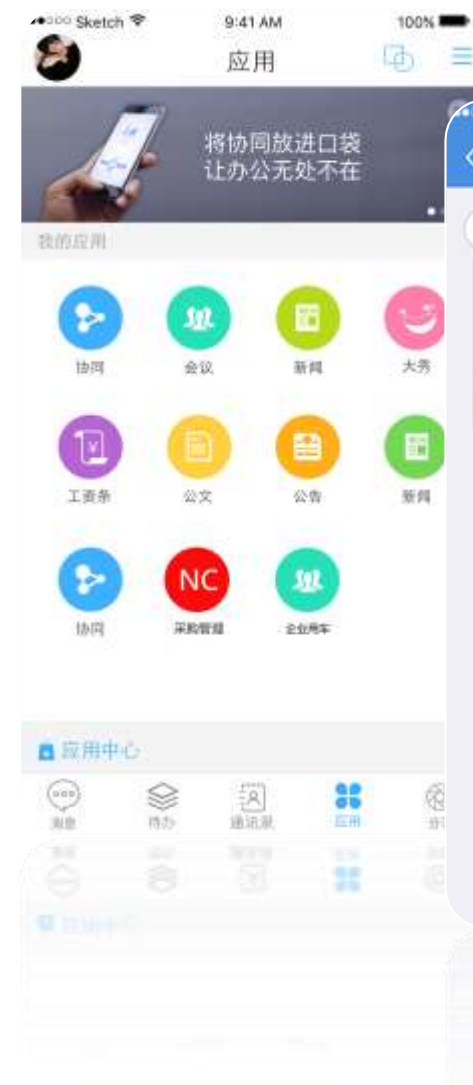 Sketch 9:41 AM 100%
应用
将协同放进口袋
让办公无处不在
我的应用
协同 会议 新闻 大秀
工资条 公文 公告 新闻
NC
协同 采购管理 企业用车
应用中心
消息 待办 通讯录 应用